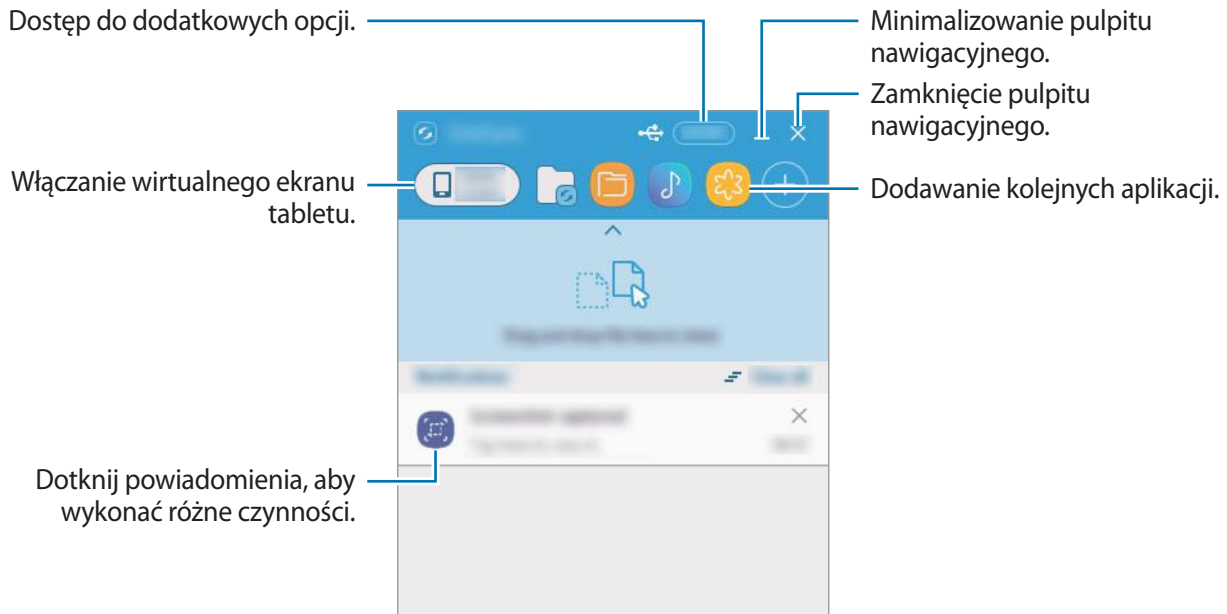 Dostęp do dodatkowych opcji.
Minimalizowanie pulpitu
nawigacyjnego.
Zamknięcie pulpitu
nawigacyjnego.
Włączanie wirtualnego ekranu
tabletu.
Dodawanie kolejnych aplikacji.
Dotknij powiadomienia, aby
wykonać różne czynności.